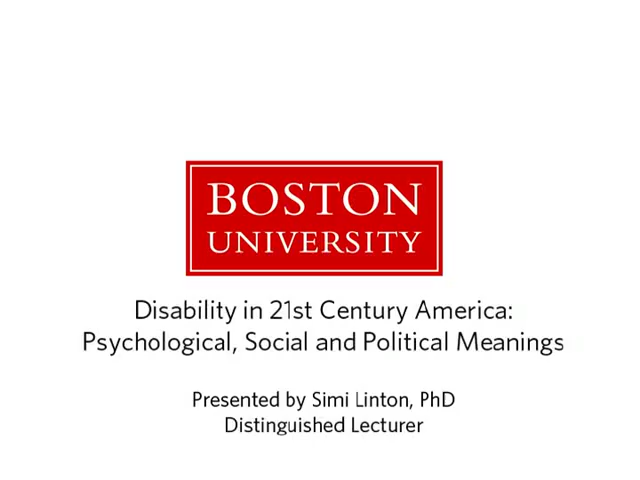 BOSTON
UNIVERSITY
Disability in 21st Century America:
Psychological, Social and Political Meanings
Presented by Simi Linton, PhD
Distinguished Lecturer